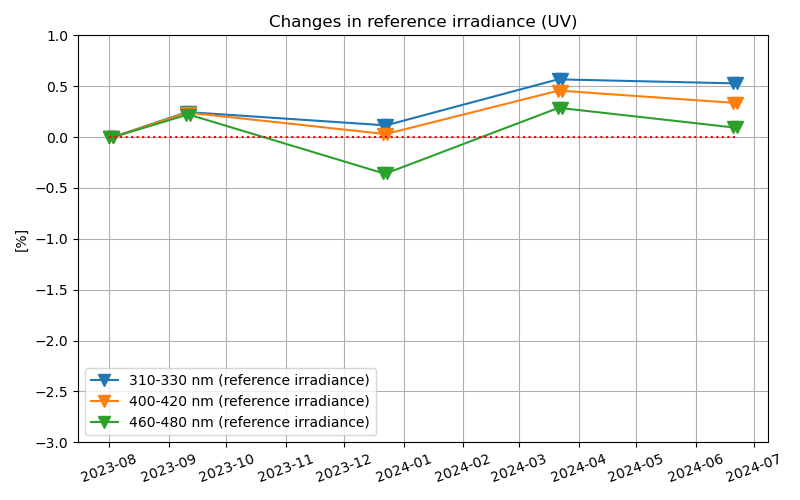 Changes in reference irradiance (UV)
1.0
0.5
0.0
−0.5
−1.0
−1.5
−2.0
−2.5
−3.0
[%]
310-330 nm (reference irradiance)
400-420 nm (reference irradiance)
460-480 nm (reference irradiance)
2023-08 2023-09 2023-10 2023-11 2023-12 2024-01 2024-02 2024-03 2024-04 2024-05 2024-06 2024-07